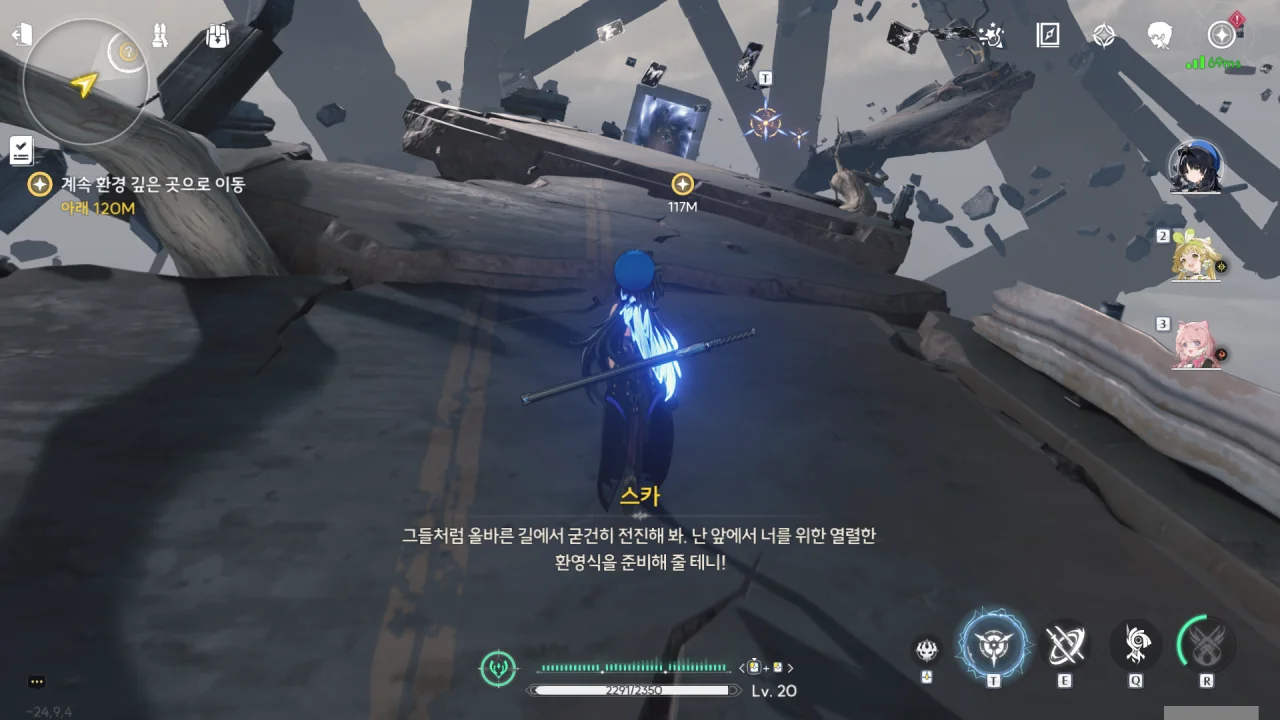 69ms
T
계속 환경 깊은 곳으로 이동
아래 120M
117M
2
3
스카
그들처럼 올바른 길에서 굳건히 전진해 봐. 난 앞에서 너를 위한 열렬한
환영식을 준비해 줄 테니!
2291/2350
Lv. 20
T
E
Q
R
-24,9,4